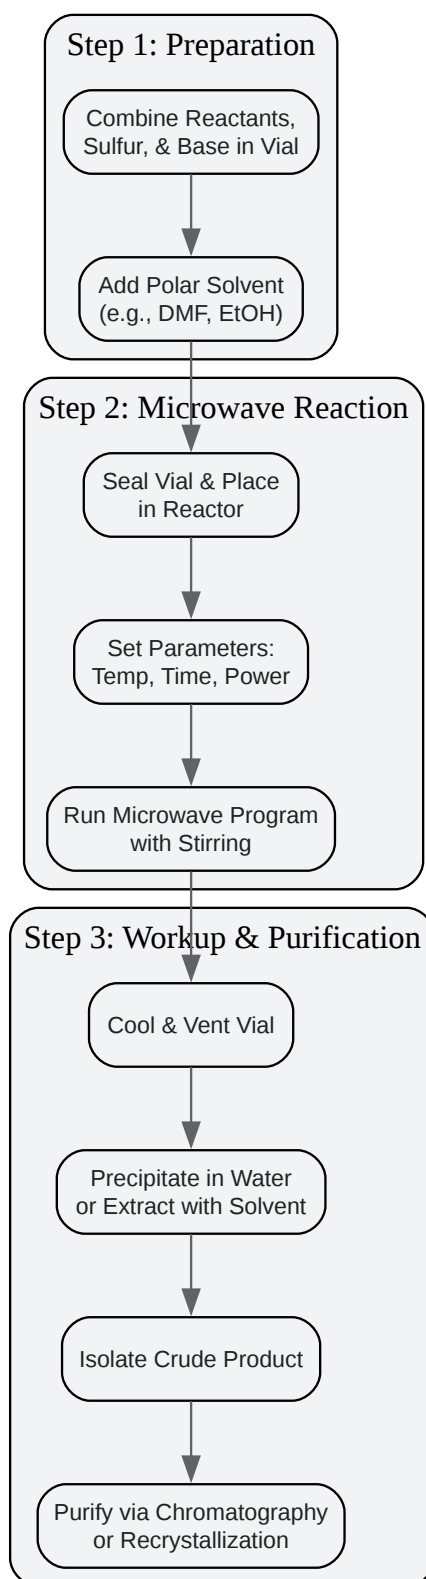 Step 1: Preparation
Combine Reactants,
Sulfur, & Base in Vial
Add Polar Solvent
(e.g., DMF, EtOH)
Step 2: Microwave Reaction
Seal Vial & Place
in Reactor
Set Parameters:
Temp, Time, Power
Run Microwave Program
with Stirring
Step 3: Workup & Purification
Cool & Vent Vial
Precipitate in Water
or Extract with Solvent
Isolate Crude Product
Purify via Chromatography
or Recrystallization